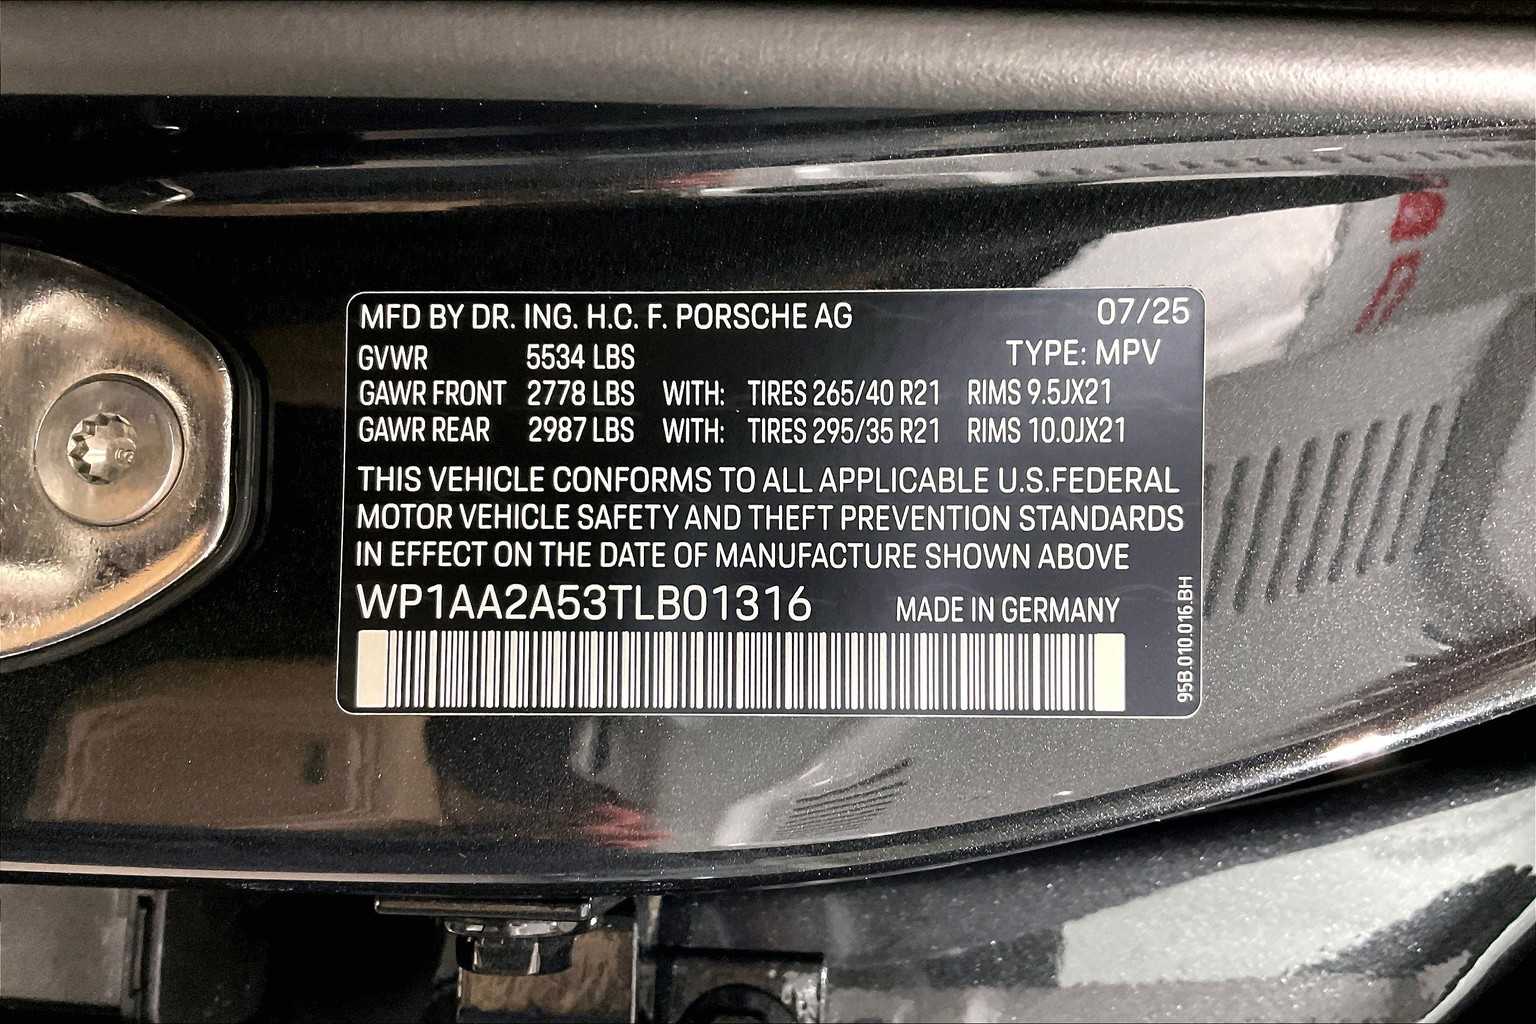 MFD BY DR. ING. H.C. F. PORSCHE AG 07/25
GVWR 5534 LBS TYPE: MPV
GAWR FRONT 2778 LBS WITH: TIRES 265/40 R21 RIMS 9.5JX21
GAWR REAR 2987 LBS WITH: TIRES 295/35 R21 RIMS 10.0JX21
THIS VEHICLE CONFORMS TO ALL APPLICABLE U.S.FEDERAL
MOTOR VEHICLE SAFETY AND THEFT PREVENTION STANDARDS
IN EFFECT ON THE DATE OF MANUFACTURE SHOWN ABOVE
WP1AA2A53TLB01316 MADE IN GERMANY
95B.010.016.BH